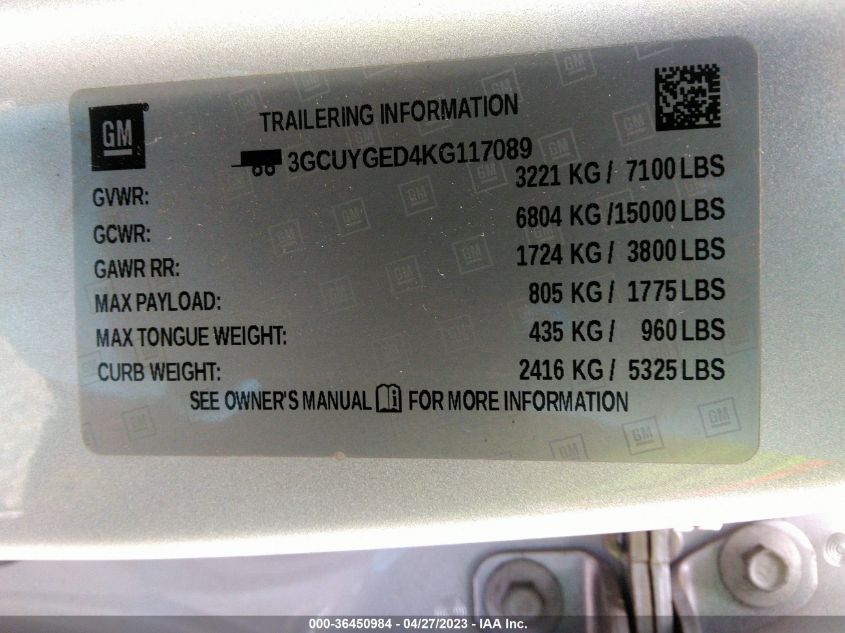 GM
TRAILERING INFORMATION
3GCUYGED4KG117089
GVWR: 3221 KG / 7100 LBS
GCWR: 6804 KG /15000 LBS
GAWR RR: 1724 KG / 3800 LBS
MAX PAYLOAD: 805 KG / 1775 LBS
MAX TONGUE WEIGHT: 435 KG / 960 LBS
CURB WEIGHT: 2416 KG / 5325 LBS
SEE OWNER'S MANUAL i FOR MORE INFORMATION
000-36450984 - 04/27/2023 - IAA Inc.